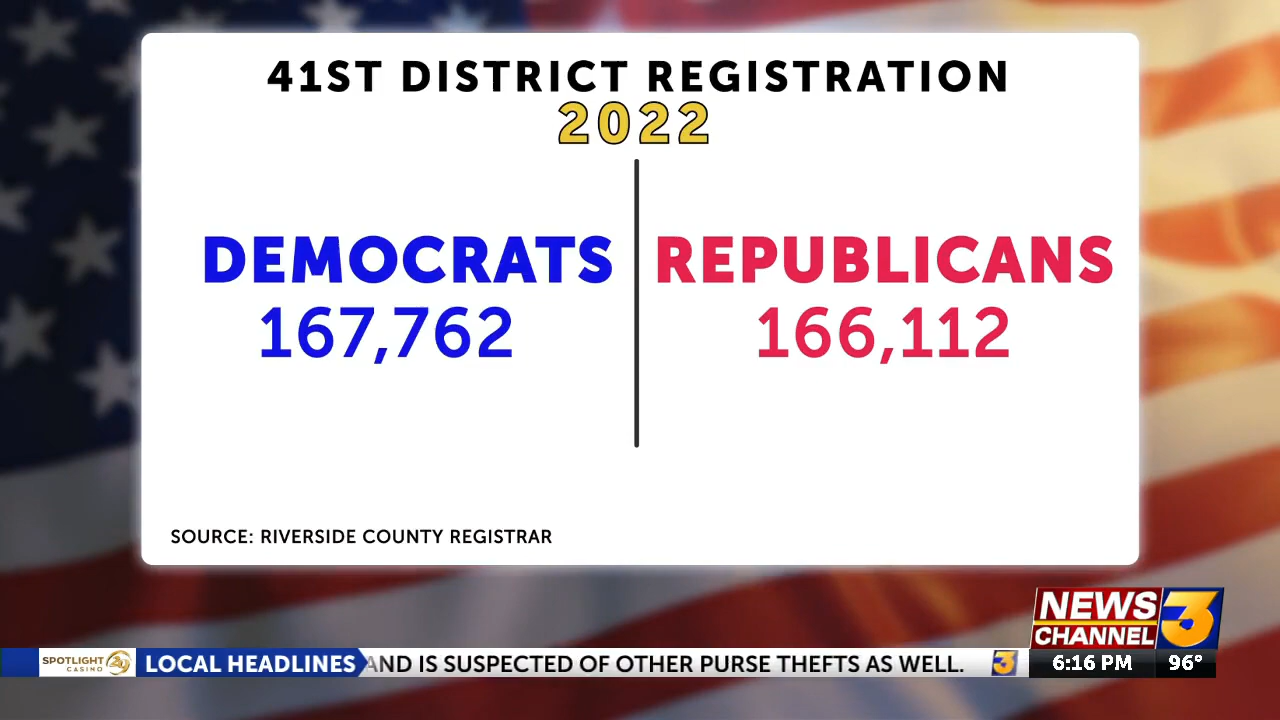 41ST DISTRICT REGISTRATION
2022
DEMOCRATS
167,762
REPUBLICANS
166,112
SOURCE: RIVERSIDE COUNTY REGISTRAR
NEWS
CHANNEL 3
SPOTLIGHT 29
CASINO
LOCAL HEADLINES
AND IS SUSPECTED OF OTHER PURSE THEFTS AS WELL.
3
6:16 PM
96°